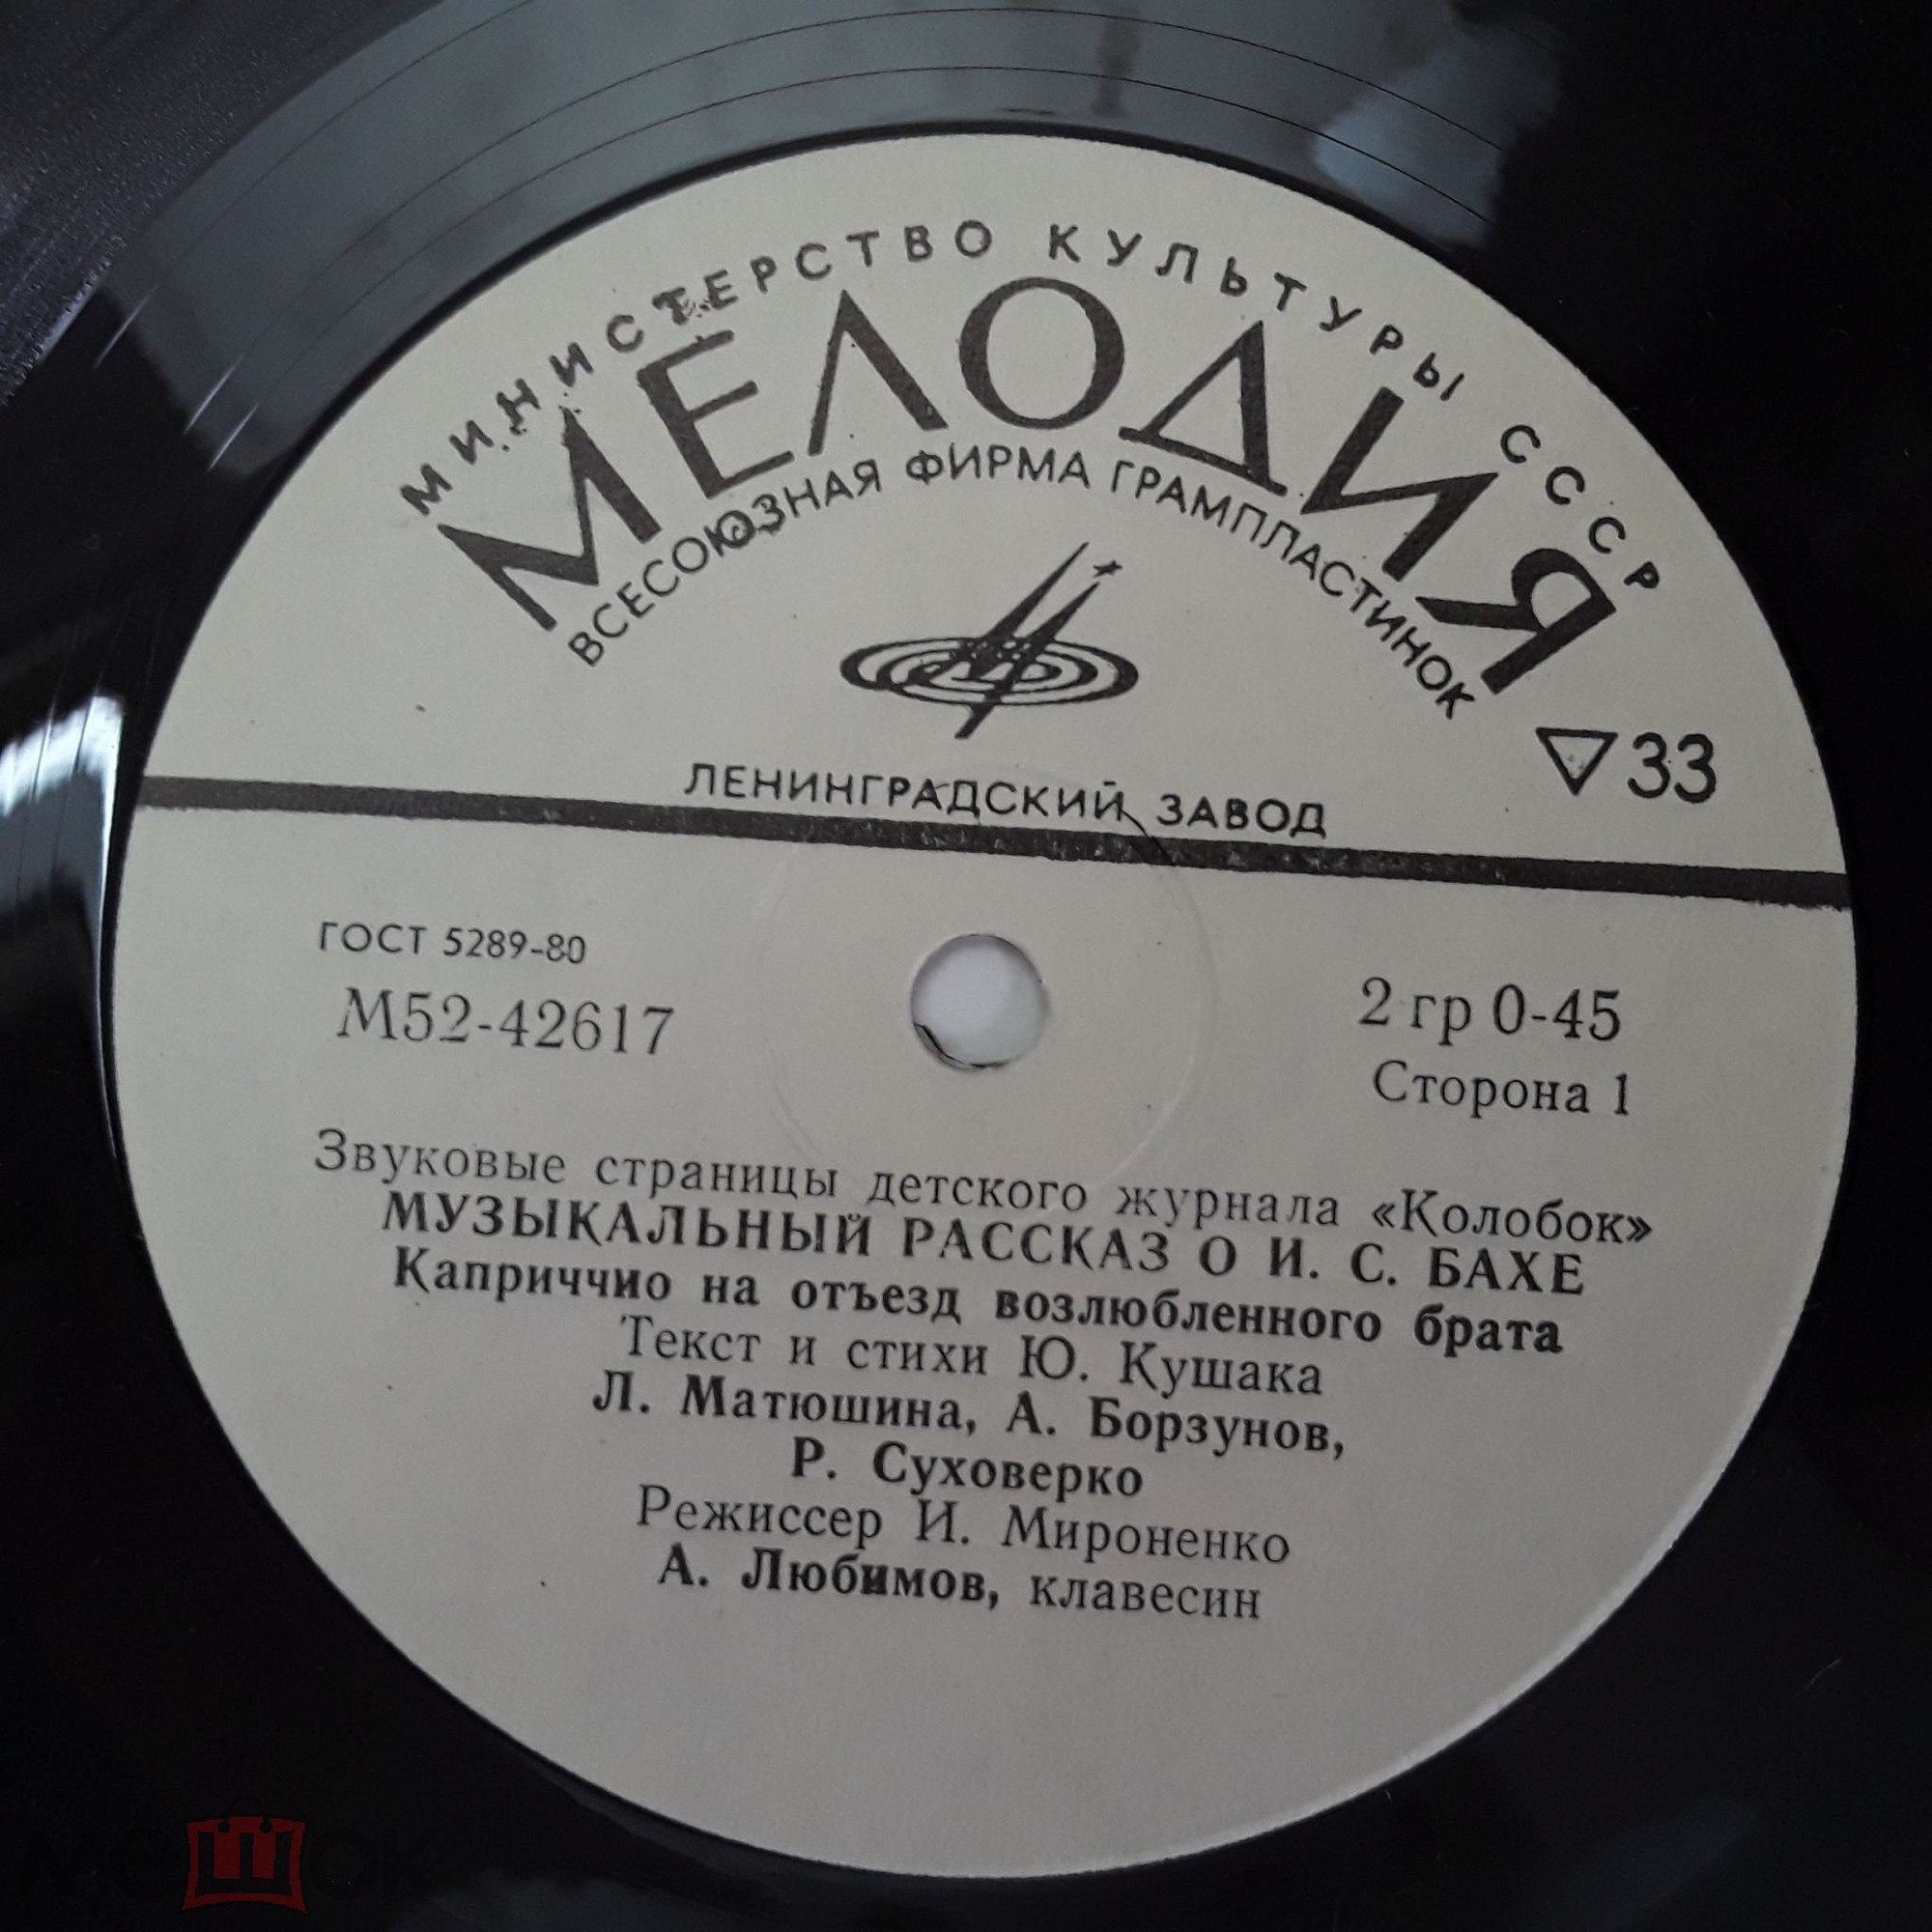 МИНИСТЕРСТВО КУЛЬТУРЫ СССР
МЕЛОДИЯ
ВСЕСОЮЗНАЯ ФИРМА ГРАМПЛАСТИНОК
33
ЛЕНИНГРАДСКИЙ ЗАВОД
ГОСТ 5289-80
М52-42617
2 гр 0-45
Сторона 1
Звуковые страницы детского журнала «Колобок»
МУЗЫКАЛЬНЫЙ РАССКАЗ О И. С. БАХЕ
Каприччио на отъезд возлюбленного брата
Текст и стихи Ю. Кушака
Л. Матюшина, А. Борзунов,
Р. Суховерко
Режиссер И. Мироненко
А. Любимов, клавесин
мешок